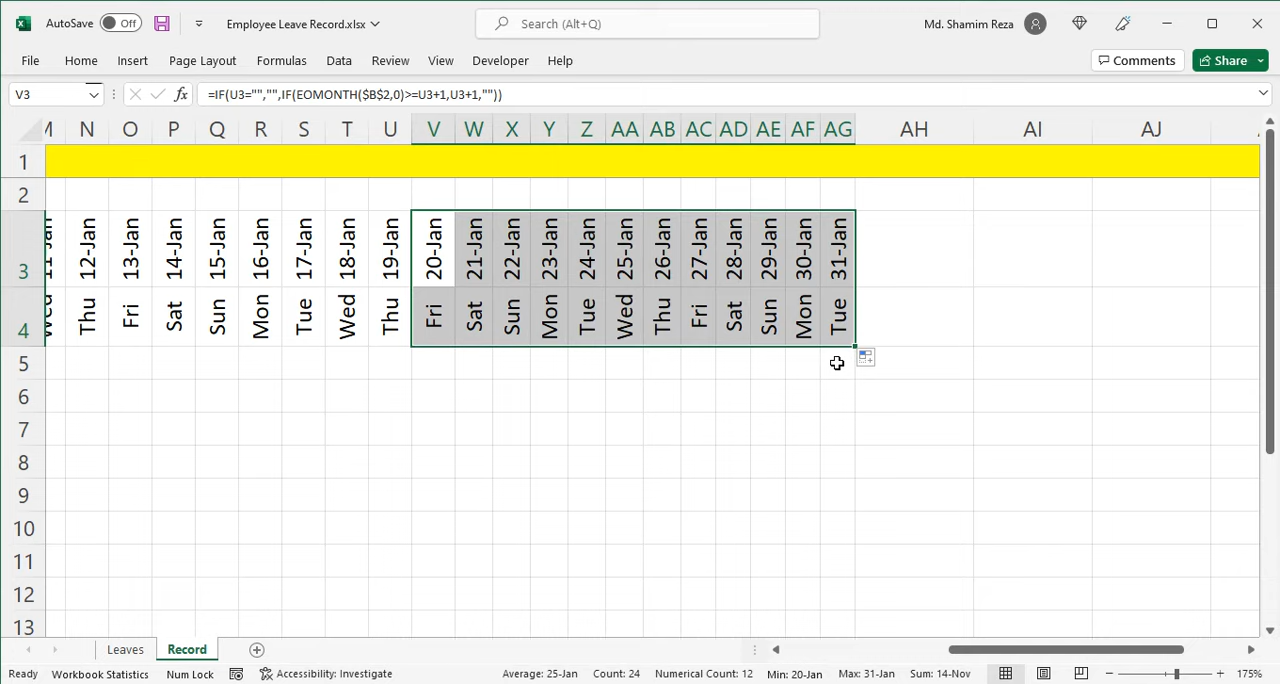 AutoSave Off Employee Leave Record.xlsx Search (Alt+Q) Md. Shamim Reza
File Home Insert Page Layout Formulas Data Review View Developer Help Comments Share
V3 fx =IF(U3="","",IF(EOMONTH($B$2,0)>=U3+1,U3+1,""))
M N O P Q R S T U V W X Y Z AA AB AC AD AE AF AG AH AI AJ
1
2
3 11-Jan 12-Jan 13-Jan 14-Jan 15-Jan 16-Jan 17-Jan 18-Jan 19-Jan 20-Jan 21-Jan 22-Jan 23-Jan 24-Jan 25-Jan 26-Jan 27-Jan 28-Jan 29-Jan 30-Jan 31-Jan
4 Wed Thu Fri Sat Sun Mon Tue Wed Thu Fri Sat Sun Mon Tue Wed Thu Fri Sat Sun Mon Tue
5
6
7
8
9
10
11
12
13
Leaves Record
Ready Workbook Statistics Num Lock Accessibility: Investigate Average: 25-Jan Count: 24 Numerical Count: 12 Min: 20-Jan Max: 31-Jan Sum: 14-Nov 175%